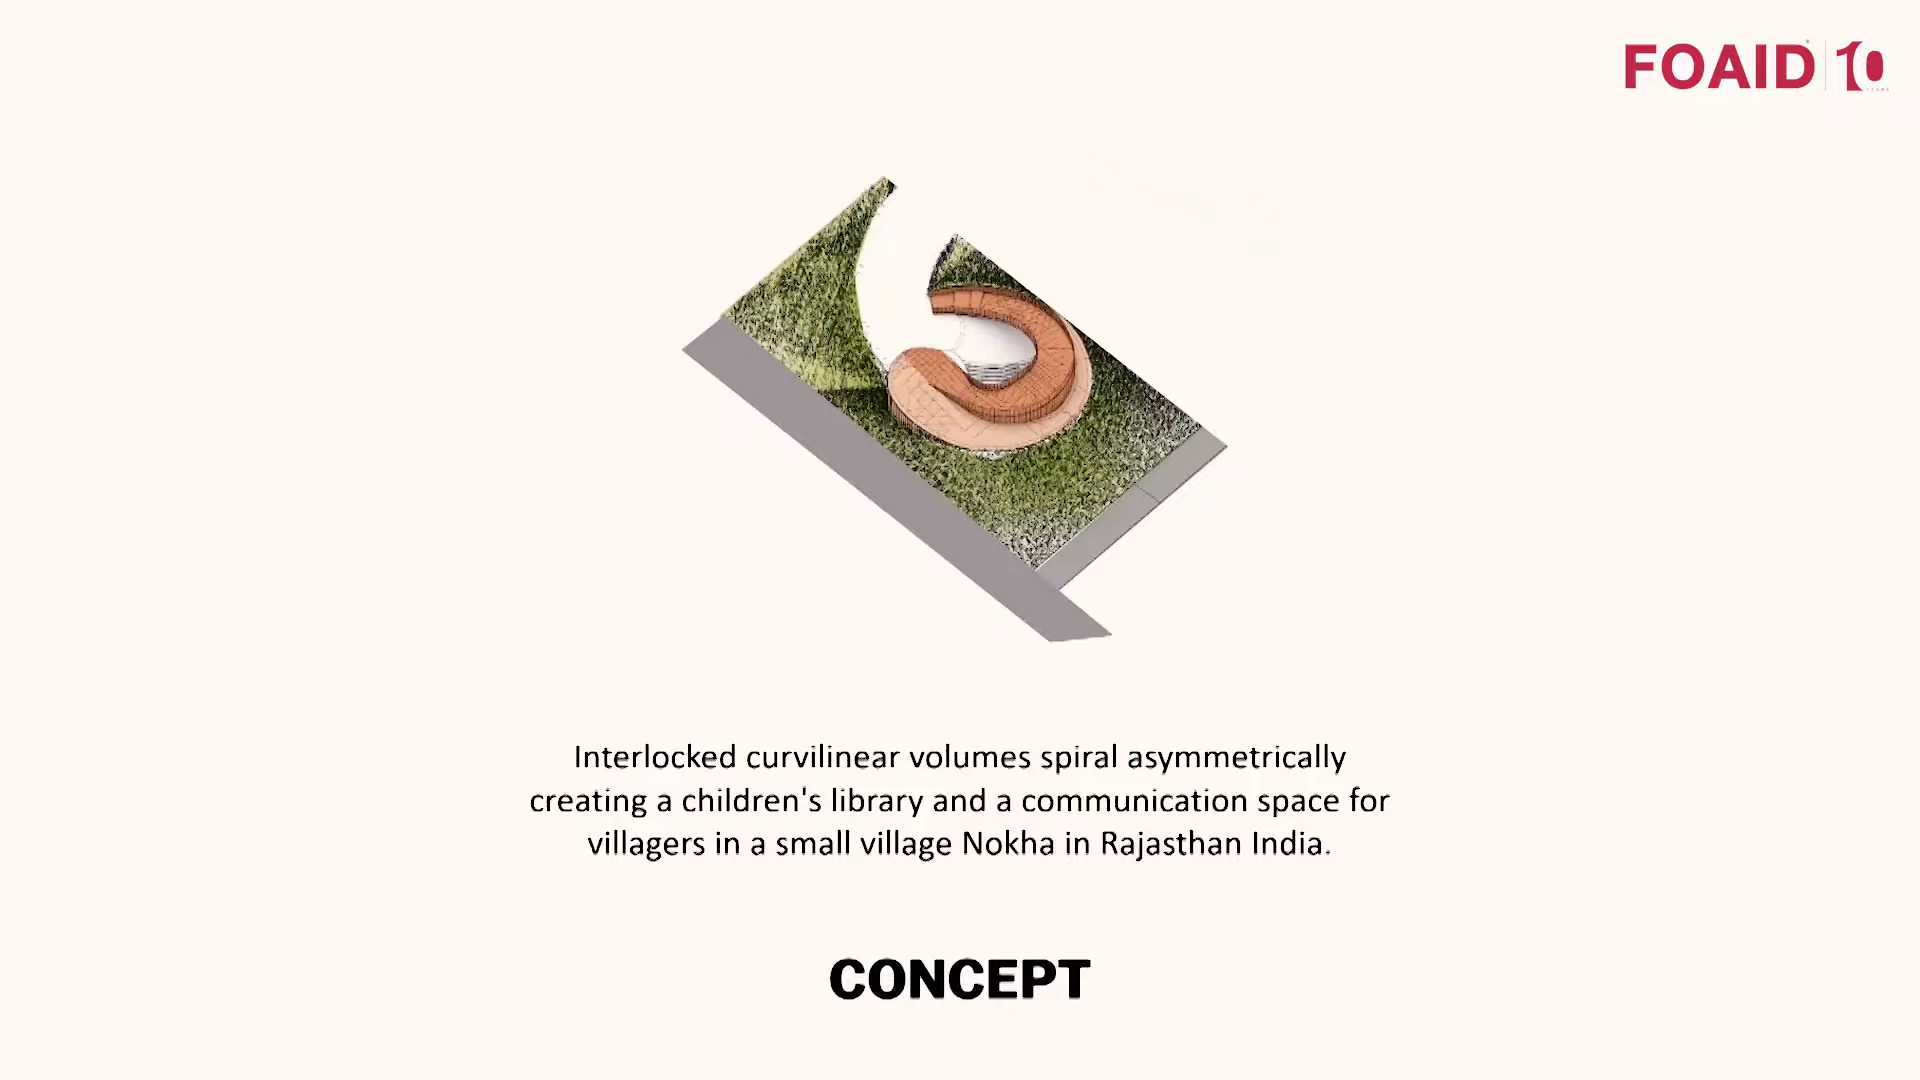 FOAID 10
YEARS
Interlocked curvilinear volumes spiral asymmetrically
creating a children's library and a communication space for
villagers in a small village Nokha in Rajasthan India.
CONCEPT